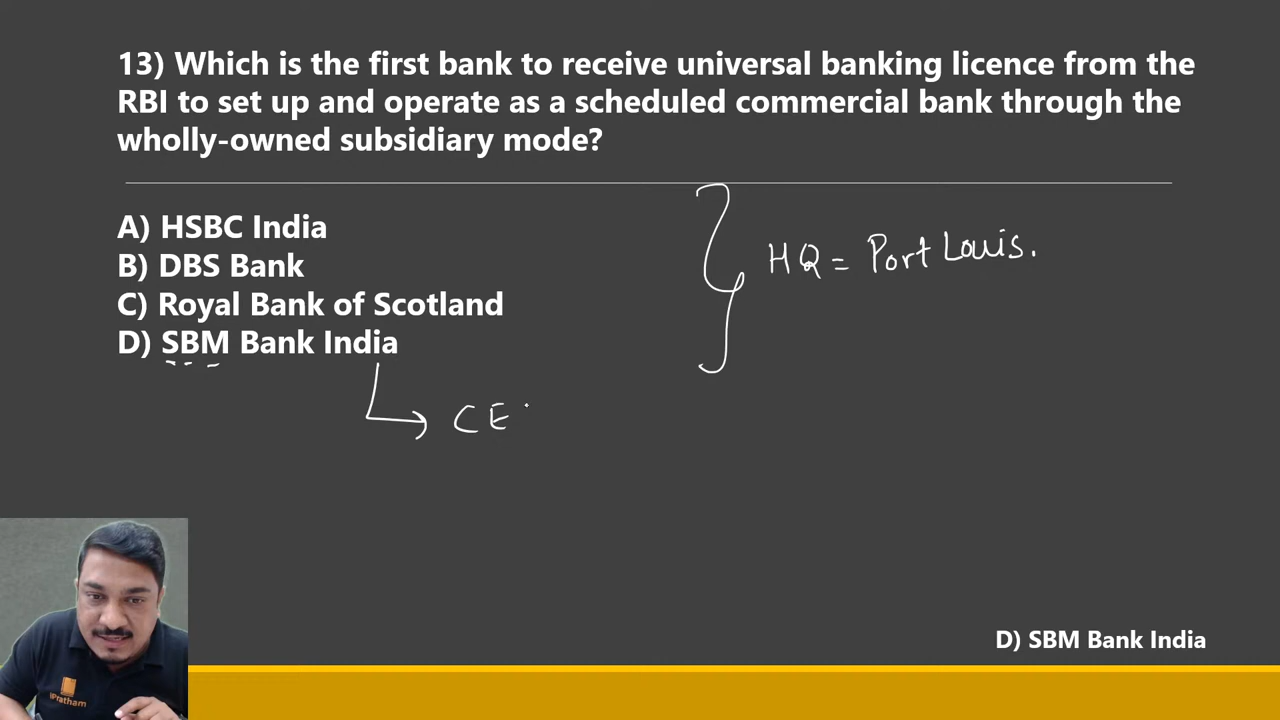 13) Which is the first bank to receive universal banking licence from the
RBI to set up and operate as a scheduled commercial bank through the
wholly-owned subsidiary mode?
A) HSBC India
B) DBS Bank
C) Royal Bank of Scotland
D) SBM Bank India
HQ = Port Louis.
CE
iPratham
D) SBM Bank India